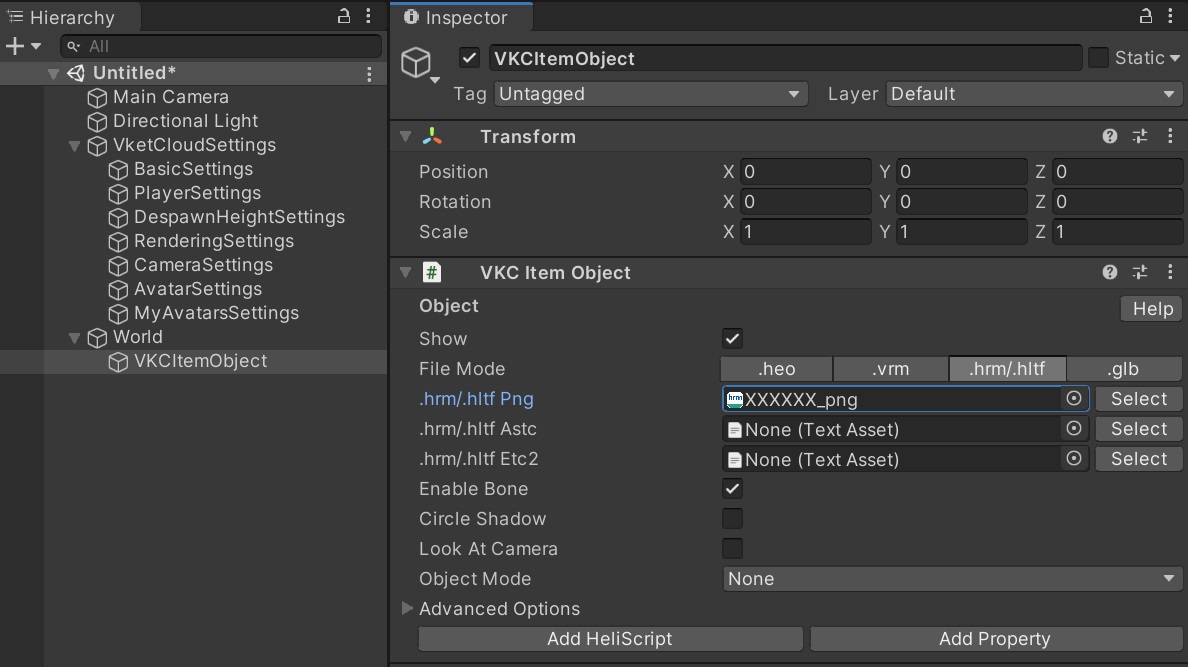 Hierarchy
All
Untitled*
Main Camera
Directional Light
VketCloudSettings
BasicSettings
PlayerSettings
DespawnHeightSettings
RenderingSettings
CameraSettings
AvatarSettings
MyAvatarsSettings
World
VKCItemObject
Inspector
VKCItemObject Static
Tag Untagged Layer Default
Transform
Position X 0 Y 0 Z 0
Rotation X 0 Y 0 Z 0
Scale X 1 Y 1 Z 1
# VKC Item Object
Object Help
Show
File Mode .heo .vrm .hrm/.hltf .glb
.hrm/.hltf Png hrm XXXXXX_png Select
.hrm/.hltf Astc None (Text Asset) Select
.hrm/.hltf Etc2 None (Text Asset) Select
Enable Bone
Circle Shadow
Look At Camera
Object Mode None
Advanced Options
Add HeliScript Add Property